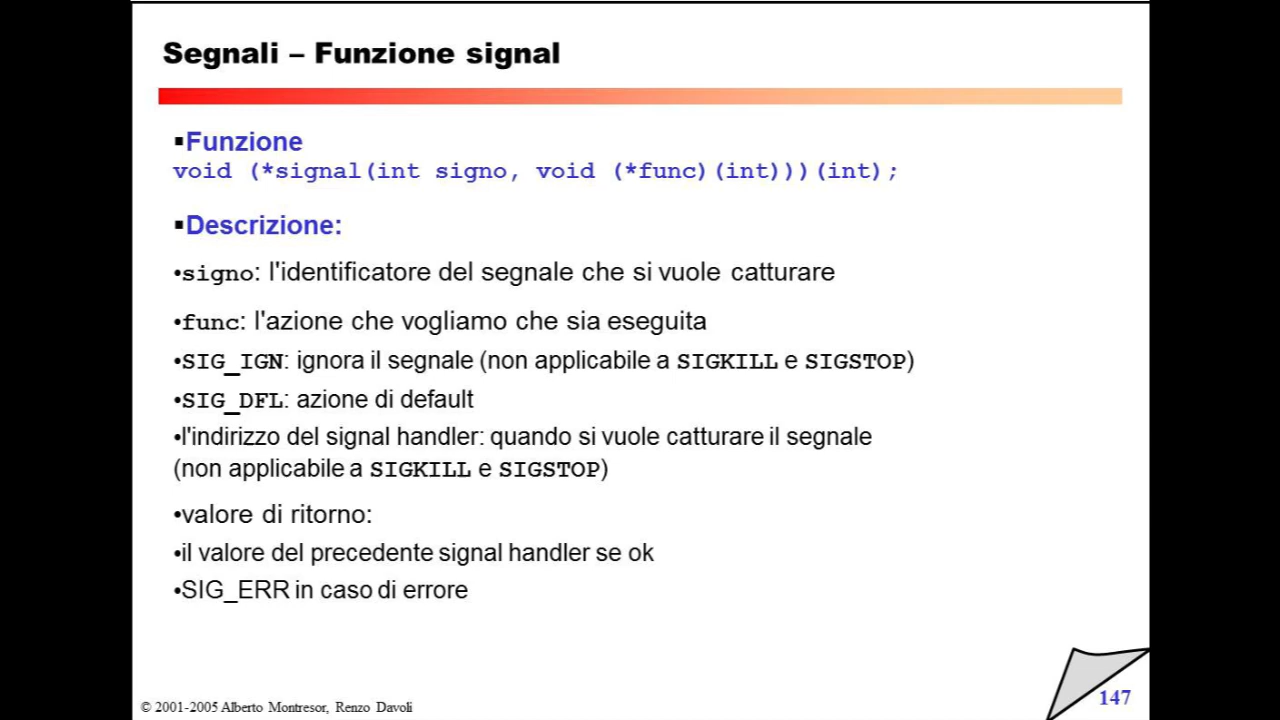 Segnali – Funzione signal
▪Funzione
void (*signal(int signo, void (*func)(int)))(int);
▪Descrizione:
•signo: l'identificatore del segnale che si vuole catturare
•func: l'azione che vogliamo che sia eseguita
•SIG_IGN: ignora il segnale (non applicabile a SIGKILL e SIGSTOP)
•SIG_DFL: azione di default
•l'indirizzo del signal handler: quando si vuole catturare il segnale
(non applicabile a SIGKILL e SIGSTOP)
•valore di ritorno:
•il valore del precedente signal handler se ok
•SIG_ERR in caso di errore
© 2001-2005 Alberto Montresor, Renzo Davoli
147